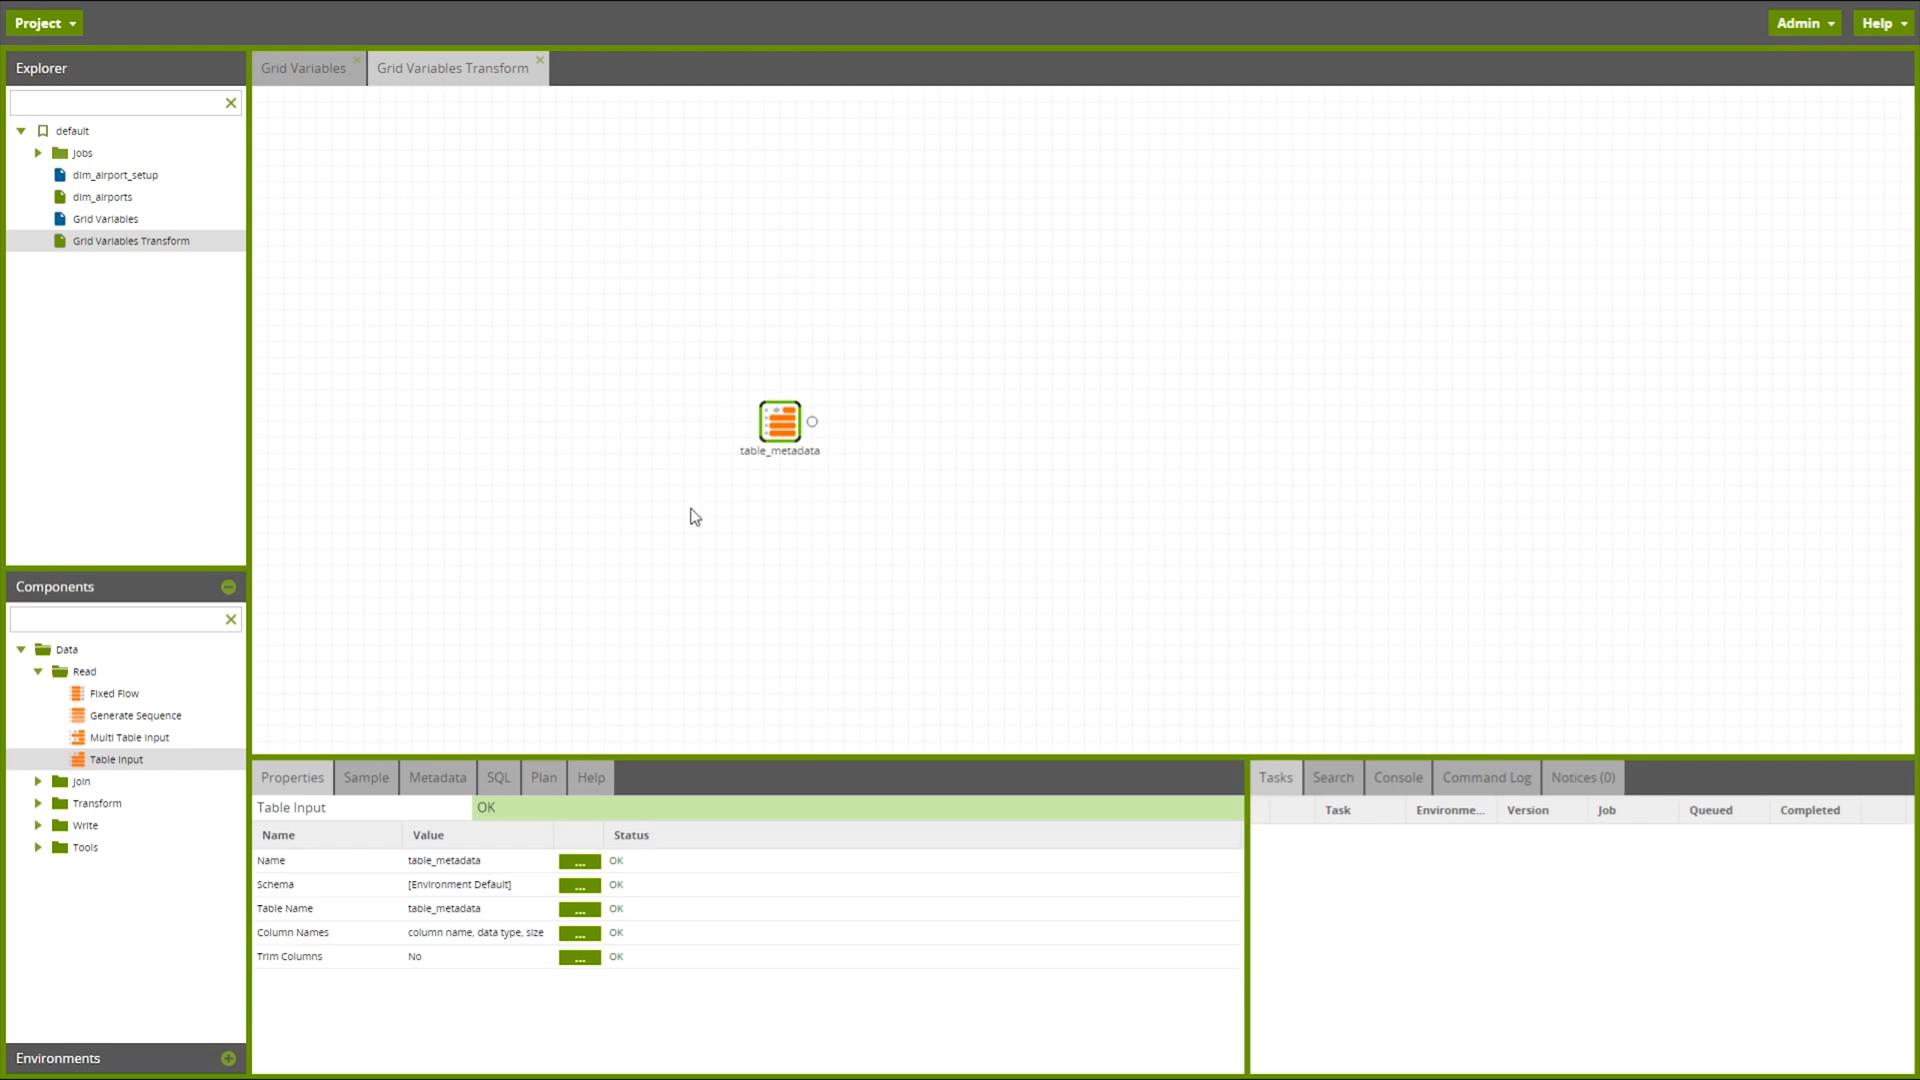 Project
Admin
Help
Explorer
Grid Variables
Grid Variables Transform
default
Jobs
dim_airport_setup
dim_airports
Grid Variables
Grid Variables Transform
table_metadata
Components
Data
Read
Fixed Flow
Generate Sequence
Multi Table Input
Table Input
Join
Transform
Write
Tools
Environments
Properties
Sample
Metadata
SQL
Plan
Help
Table Input
OK
Name Value Status
Name table_metadata ... OK
Schema [Environment Default] ... OK
Table Name table_metadata ... OK
Column Names column name, data type, size ... OK
Trim Columns No ... OK
Tasks
Search
Console
Command Log
Notices (0)
Task Environme... Version Job Queued Completed